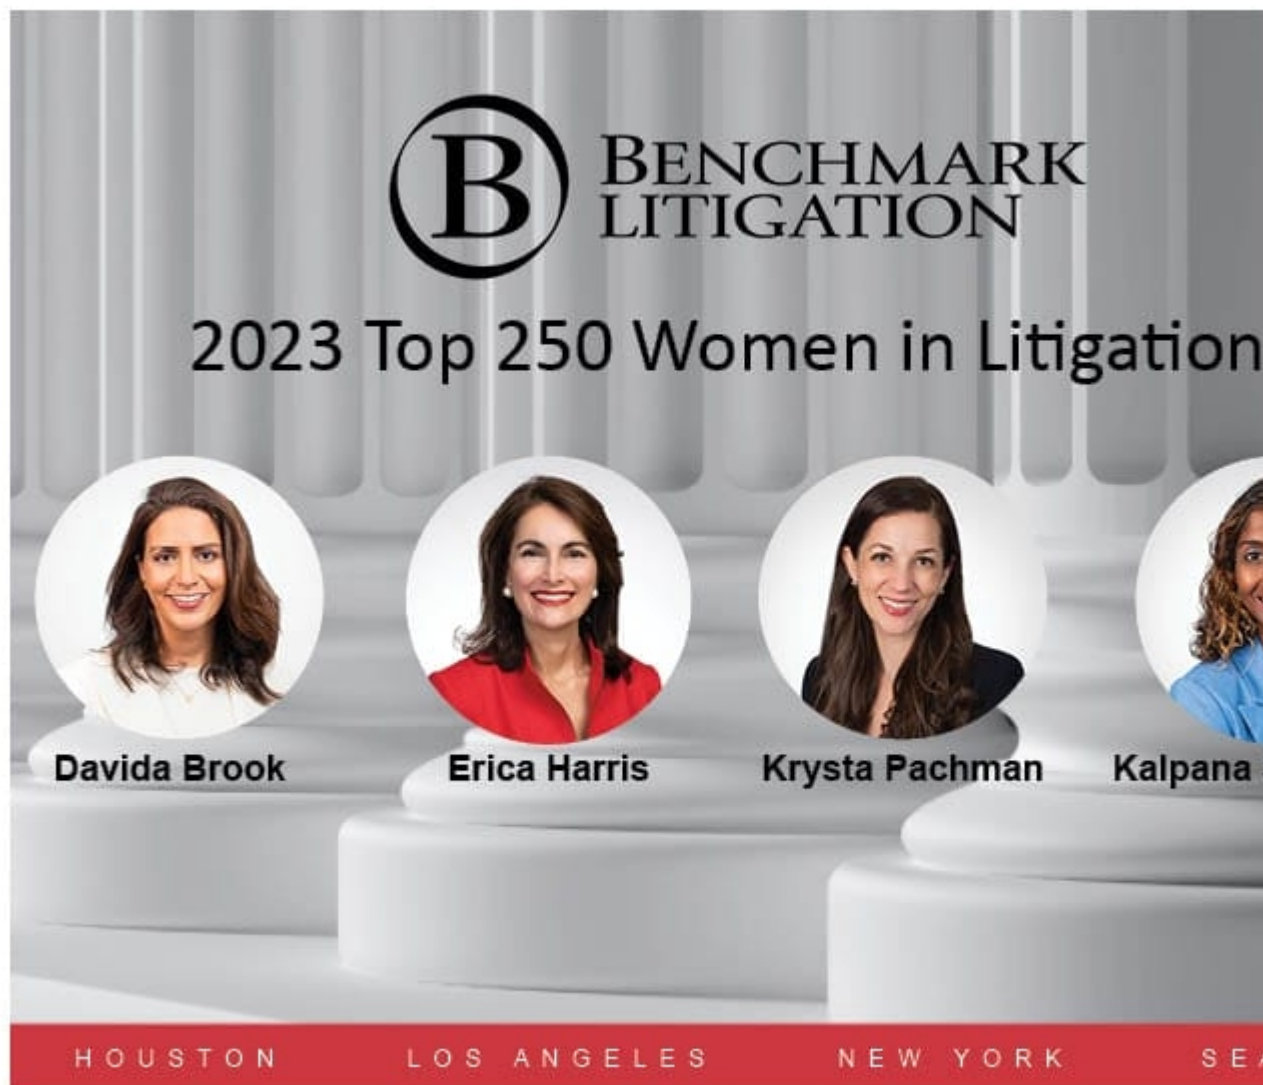 B BENCHMARK
LITIGATION
2023 Top 250 Women in Litigation
Davida Brook Erica Harris Krysta Pachman Kalpana
HOUSTON LOS ANGELES NEW YORK